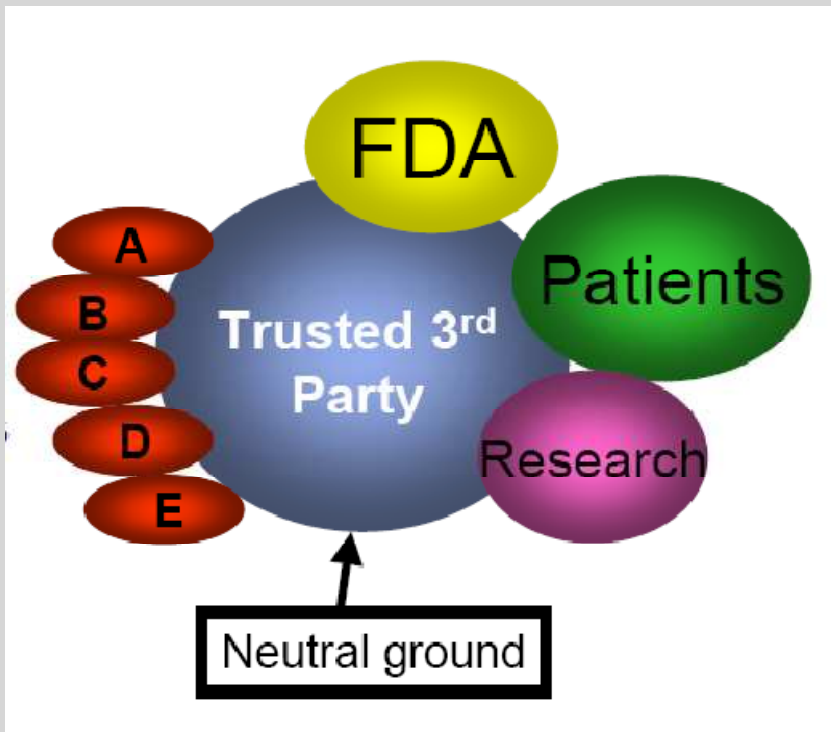 FDA
A
Patients
B
Trusted 3rd
Party
C
D
Research
E
Neutral ground